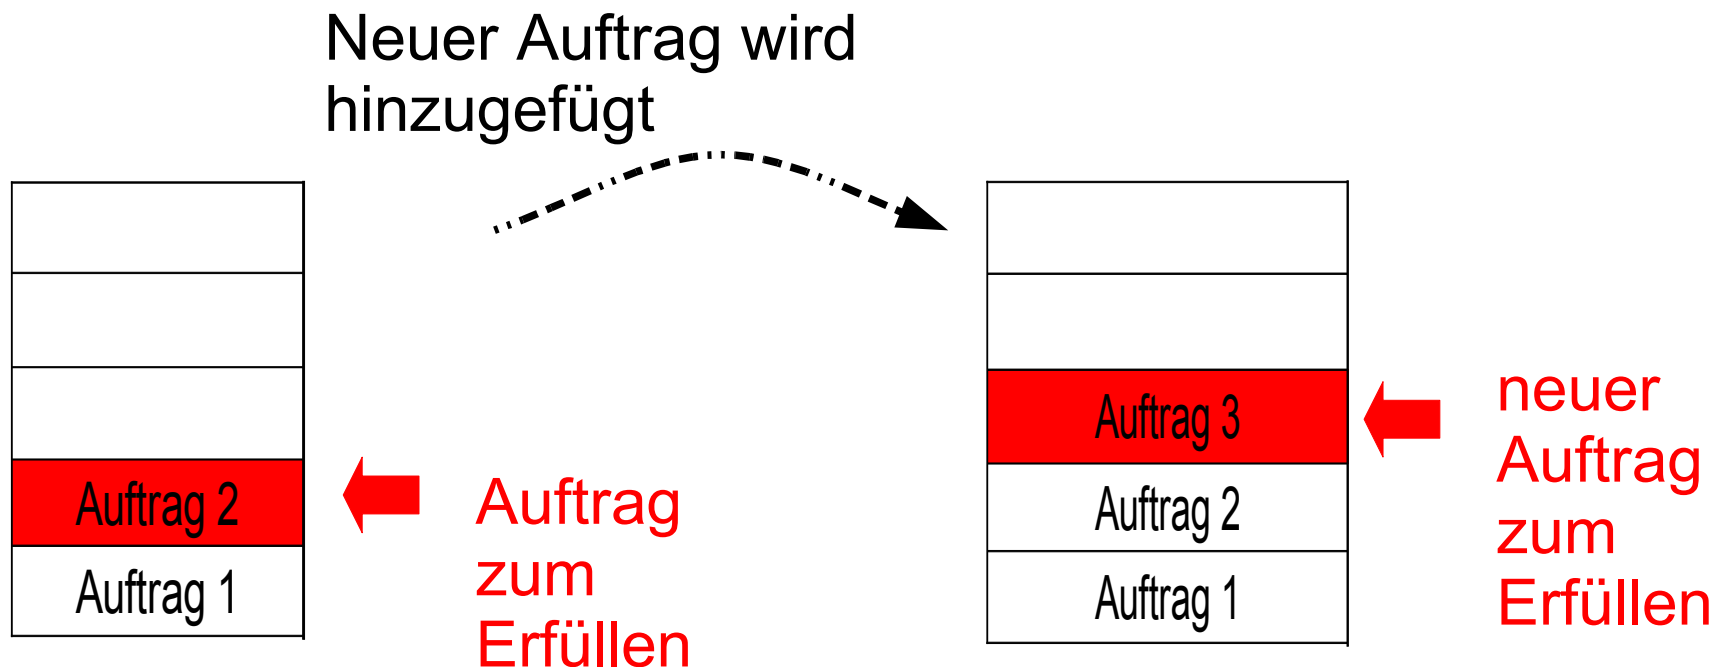 Neuer Auftrag wird
hinzugefügt
Auftrag 2
Auftrag 1
Auftrag
zum
Erfüllen
Auftrag 3
Auftrag 2
Auftrag 1
neuer
Auftrag
zum
Erfüllen